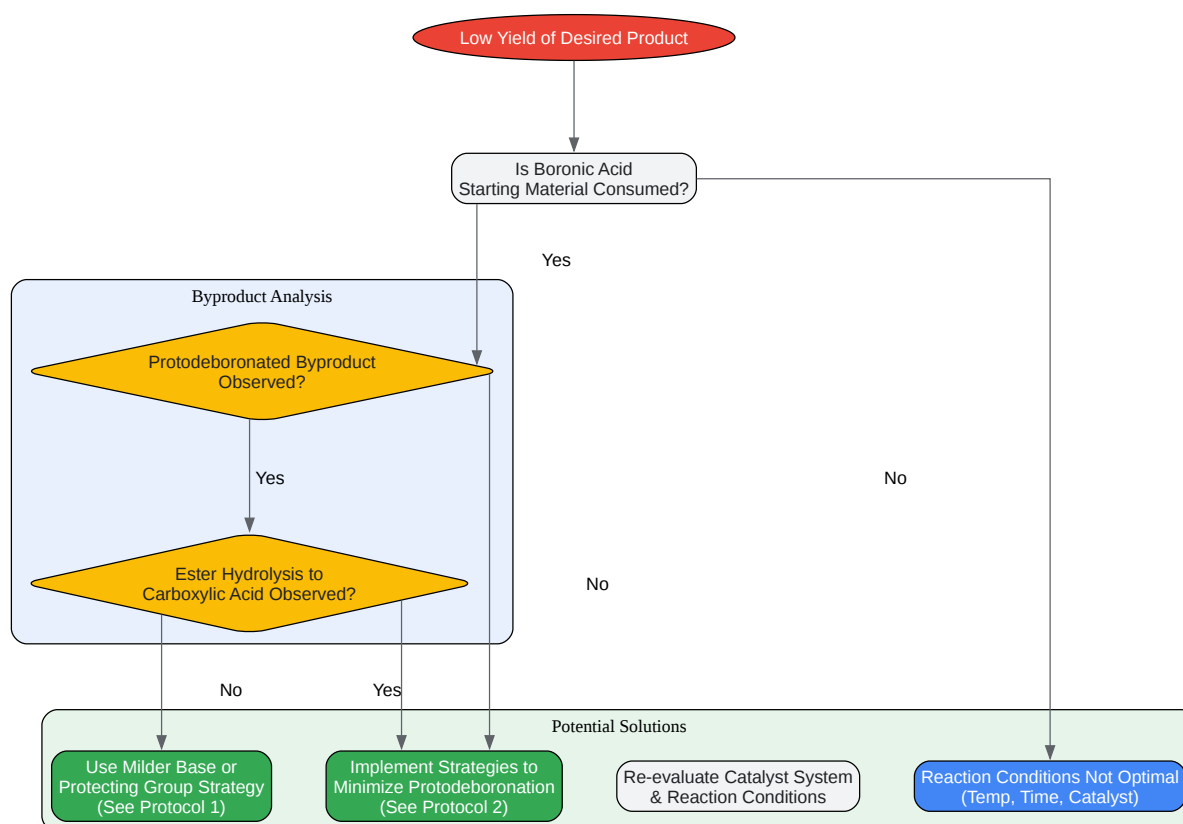 Low Yield of Desired Product
Is Boronic Acid
Starting Material Consumed?
Yes
Byproduct Analysis
Protodeboronated Byproduct
Observed?
Yes
No
Ester Hydrolysis to
Carboxylic Acid Observed?
No
No
Yes
Potential Solutions
Use Milder Base or
Protecting Group Strategy
(See Protocol 1)
Implement Strategies to
Minimize Protodeboronation
(See Protocol 2)
Re-evaluate Catalyst System
& Reaction Conditions
Reaction Conditions Not Optimal
(Temp, Time, Catalyst)